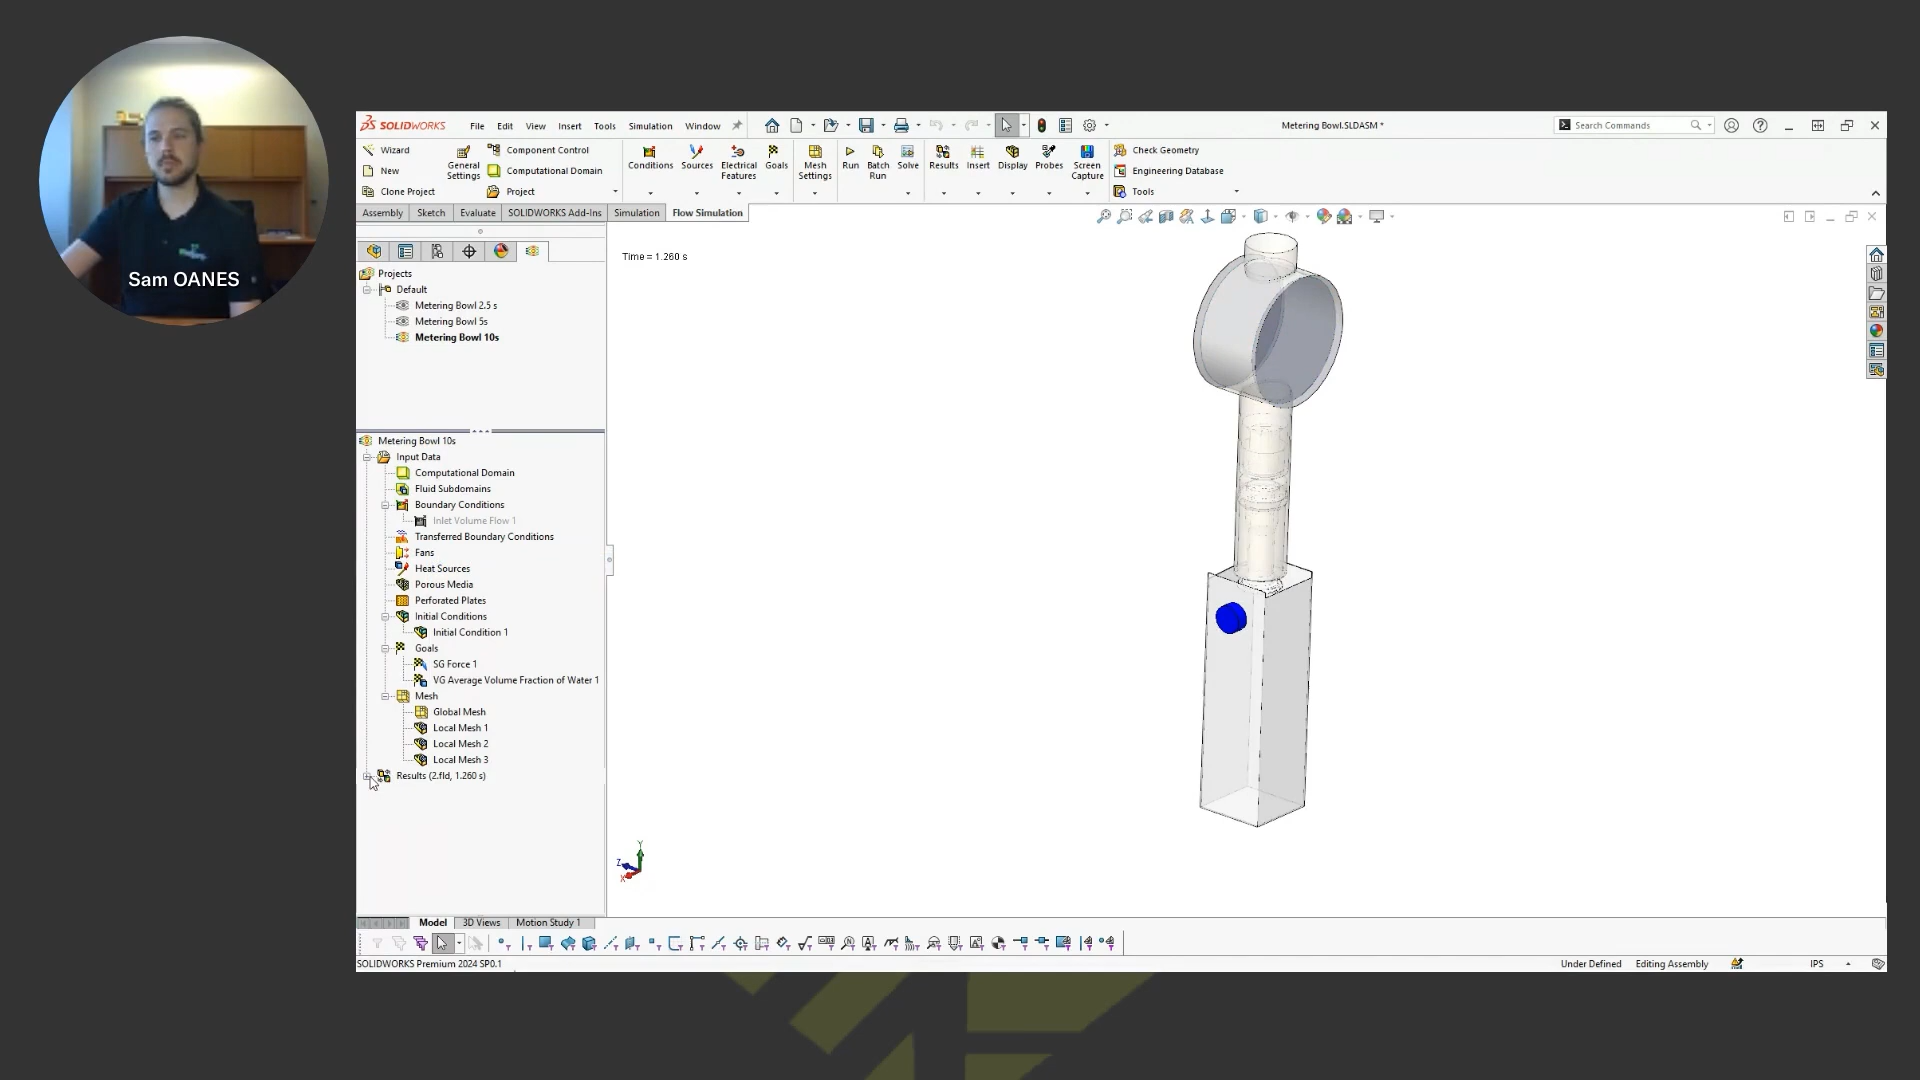 Sam OANES
SOLIDWORKS
File Edit View Insert Tools Simulation Window
Metering Bowl.SLDASM *
Search Commands
Wizard
New
Clone Project
General Settings
Component Control
Computational Domain
Project
Conditions
Sources
Electrical Features
Goals
Mesh Settings
Run
Batch Run
Solve
Results
Insert
Display
Probes
Screen Capture
Check Geometry
Engineering Database
Tools
Assembly Sketch Evaluate SOLIDWORKS Add-Ins Simulation Flow Simulation
Time = 1.260 s
Projects
Default
Metering Bowl 2.5 s
Metering Bowl 5s
Metering Bowl 10s
Metering Bowl 10s
Input Data
Computational Domain
Fluid Subdomains
Boundary Conditions
Inlet Volume Flow 1
Transferred Boundary Conditions
Fans
Heat Sources
Porous Media
Perforated Plates
Initial Conditions
Initial Condition 1
Goals
SG Force 1
VG Average Volume Fraction of Water 1
Mesh
Global Mesh
Local Mesh 1
Local Mesh 2
Local Mesh 3
Results (2.fld, 1.260 s)
Y
Z
X
Model 3D Views Motion Study 1
SOLIDWORKS Premium 2024 SP0.1
Under Defined Editing Assembly IPS